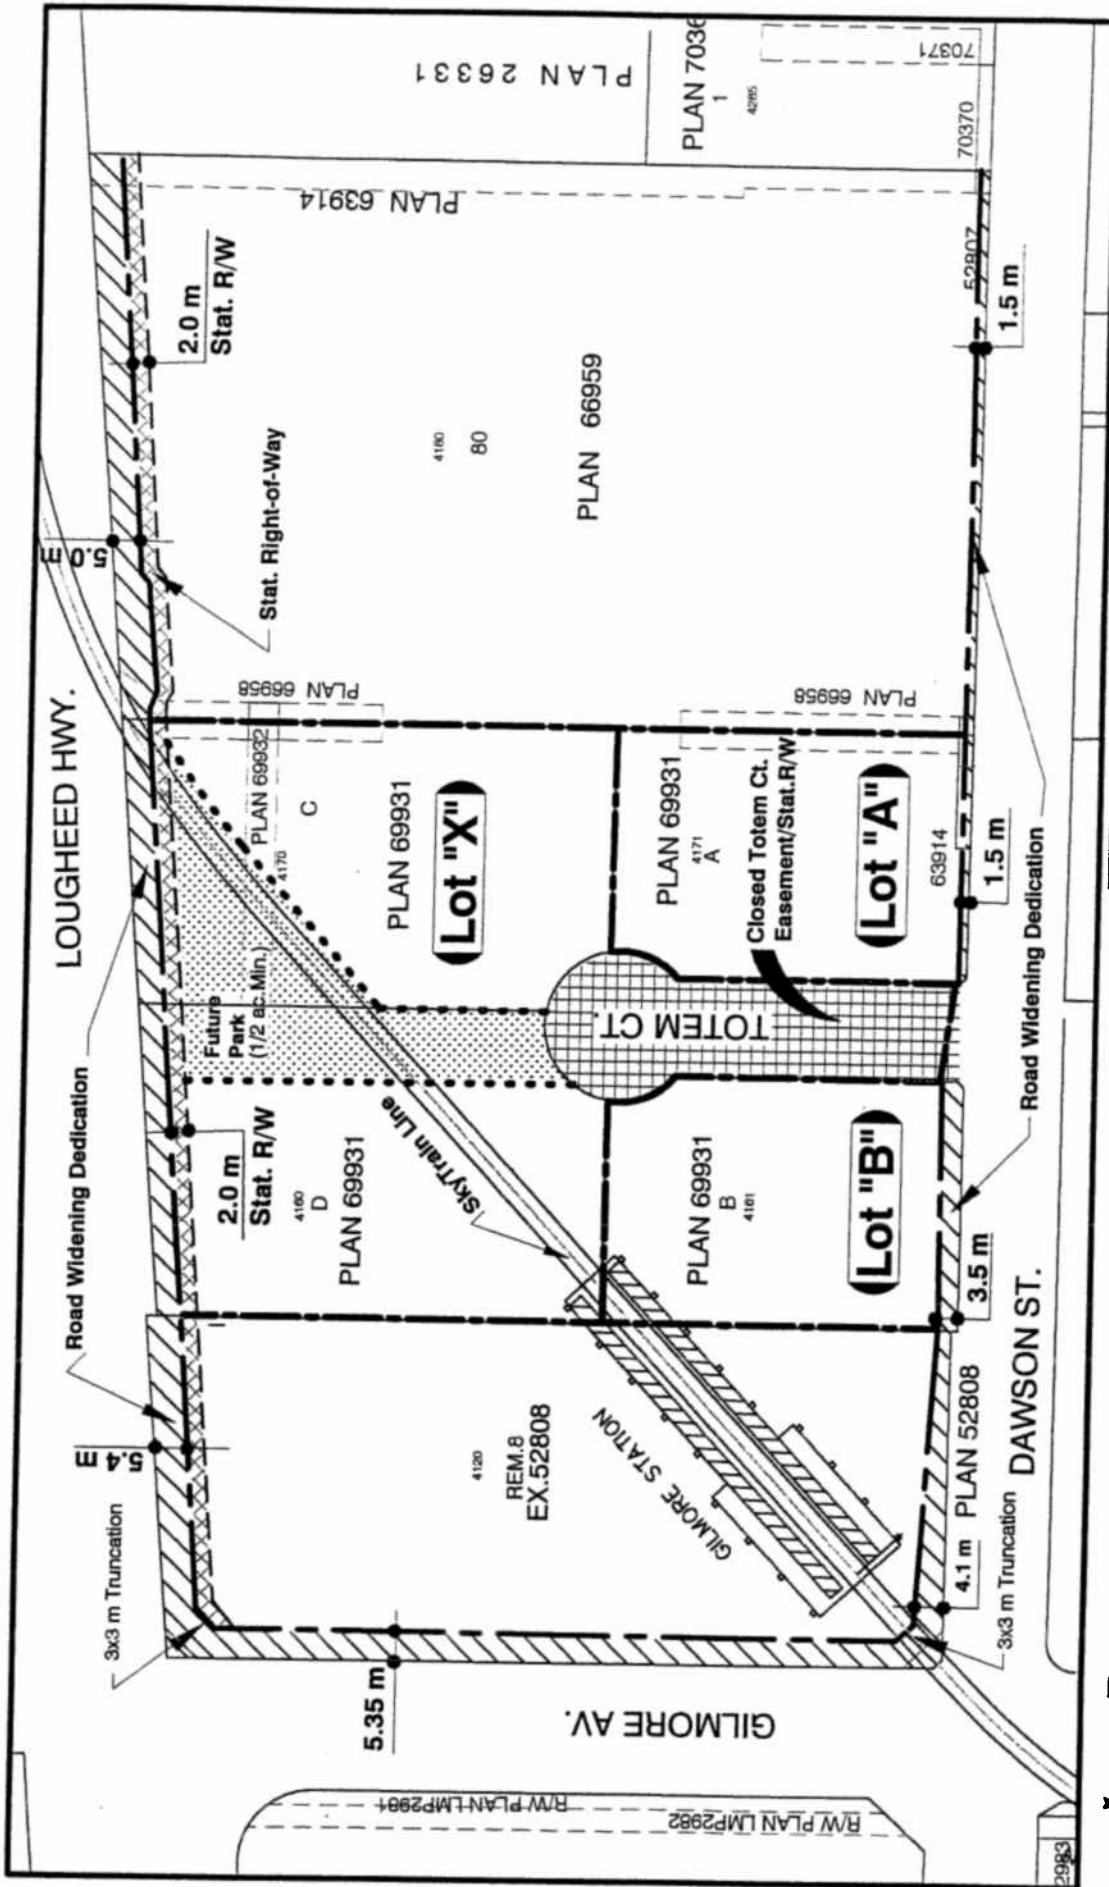 LOUGHEED HWY.
Road Widening Dedication
3x3 m Truncation
5.4 m
5.0 m
2.0 m
Stat. R/W
2.0 m
Stat. R/W
Stat. Right-of-Way
Future
Park
(1/2 ac.Min.)
PLAN 26331
PLAN 63914
PLAN 7036
1
4285
70371
70370
52807
4180
80
PLAN 66959
PLAN 66958
PLAN 66958
PLAN 69932
4170
C
PLAN 69931
Lot "X"
4160
D
PLAN 69931
SkyTrain Line
4120
REM.8
EX.52808
GILMORE STATION
TOTEM CT.
Closed Totem Ct.
Easement/Stat.R/W
PLAN 69931
4171
A
Lot "A"
63914
PLAN 69931
B
4161
Lot "B"
1.5 m
1.5 m
3.5 m
4.1 m
PLAN 52808
Road Widening Dedication
3x3 m Truncation
DAWSON ST.
5.35 m
GILMORE AV.
R/W PLAN LMP2981
R/W PLAN LMP2982
2983